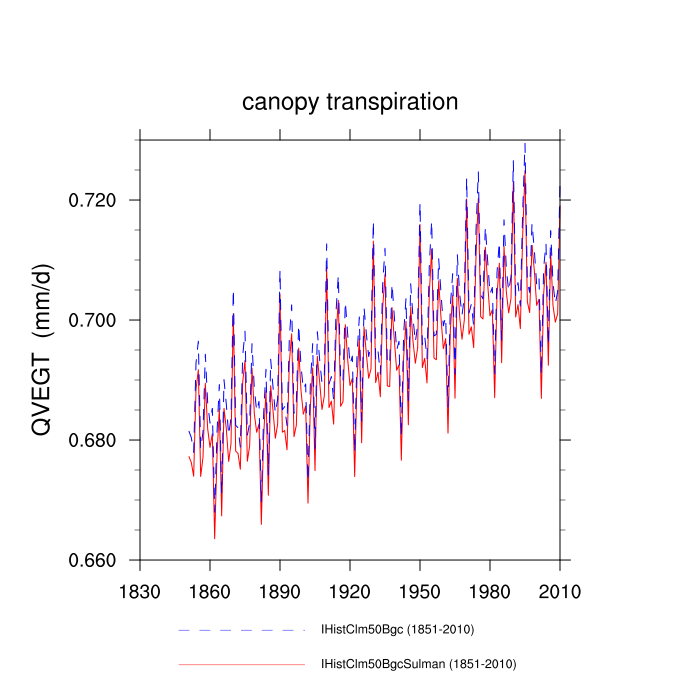 canopy transpiration
QVEGT (mm/d)
0.720
0.700
0.680
0.660
1830 1860 1890 1920 1950 1980 2010
IHistClm50Bgc (1851-2010)
IHistClm50BgcSulman (1851-2010)